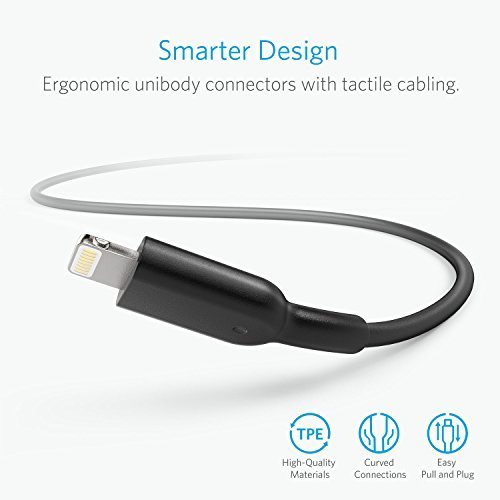 Smarter Design
Ergonomic unibody connectors with tactile cabling.
TPE
High-Quality
Materials
Curved
Connections
Easy
Pull and Plug